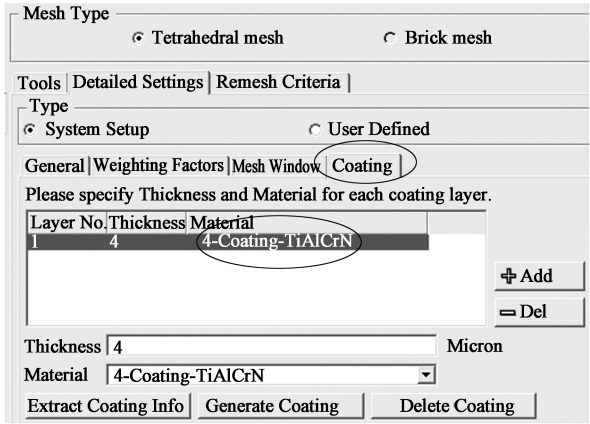 Mesh Type
Tetrahedral mesh Brick mesh
Tools Detailed Settings Remesh Criteria
Type
System Setup User Defined
General Weighting Factors Mesh Window Coating
Please specify Thickness and Material for each coating layer.
Layer No. Thickness Material
1 4 4-Coating-TiAlCrN
Add
Del
Thickness 4 Micron
Material 4-Coating-TiAlCrN
Extract Coating Info Generate Coating Delete Coating